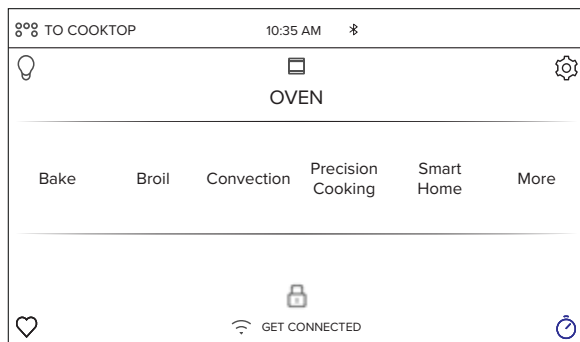 TO COOKTOP 10:35 AM
OVEN
Bake Broil Convection Precision Cooking Smart Home More
GET CONNECTED